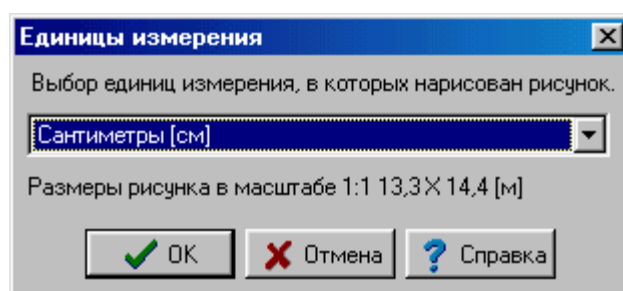 Единицы измерения
Выбор единиц измерения, в которых нарисован рисунок.
Сантиметры [см]
Размеры рисунка в масштабе 1:1 13,3 X 14,4 [м]
OK Отмена ? Справка